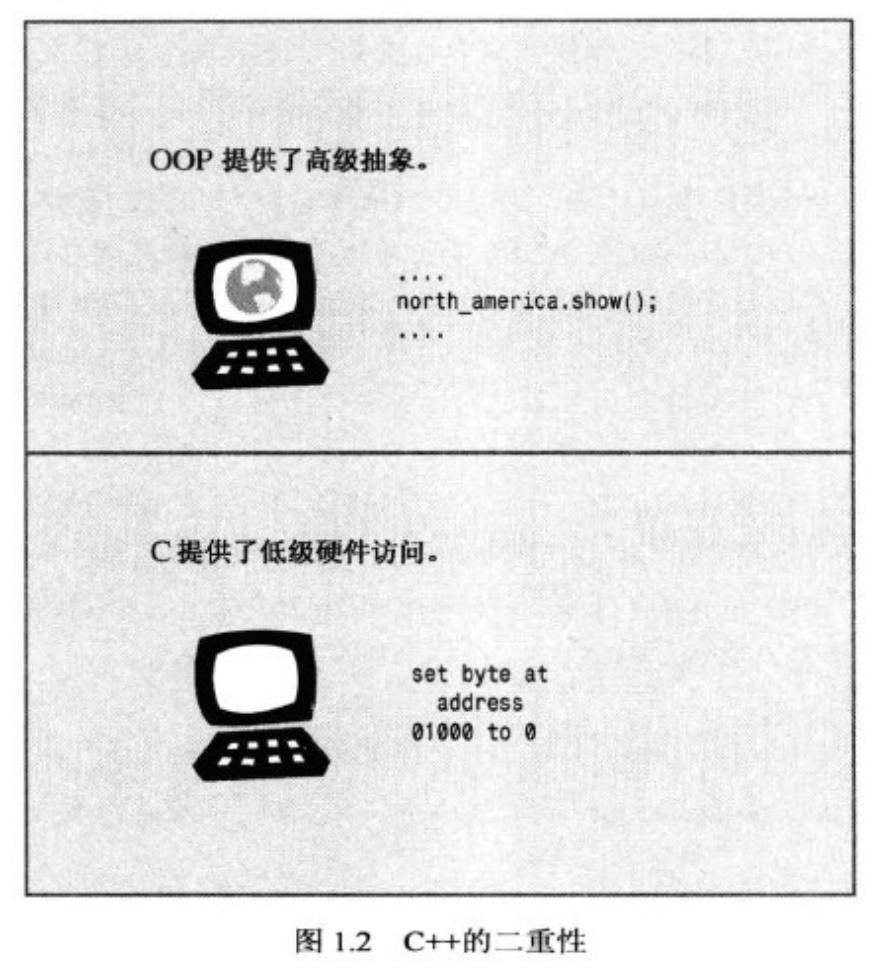 OOP 提供了高级抽象。
....
north_america.show();
....
C 提供了低级硬件访问。
set byte at
address
01000 to 0
图 1.2 C++的二重性